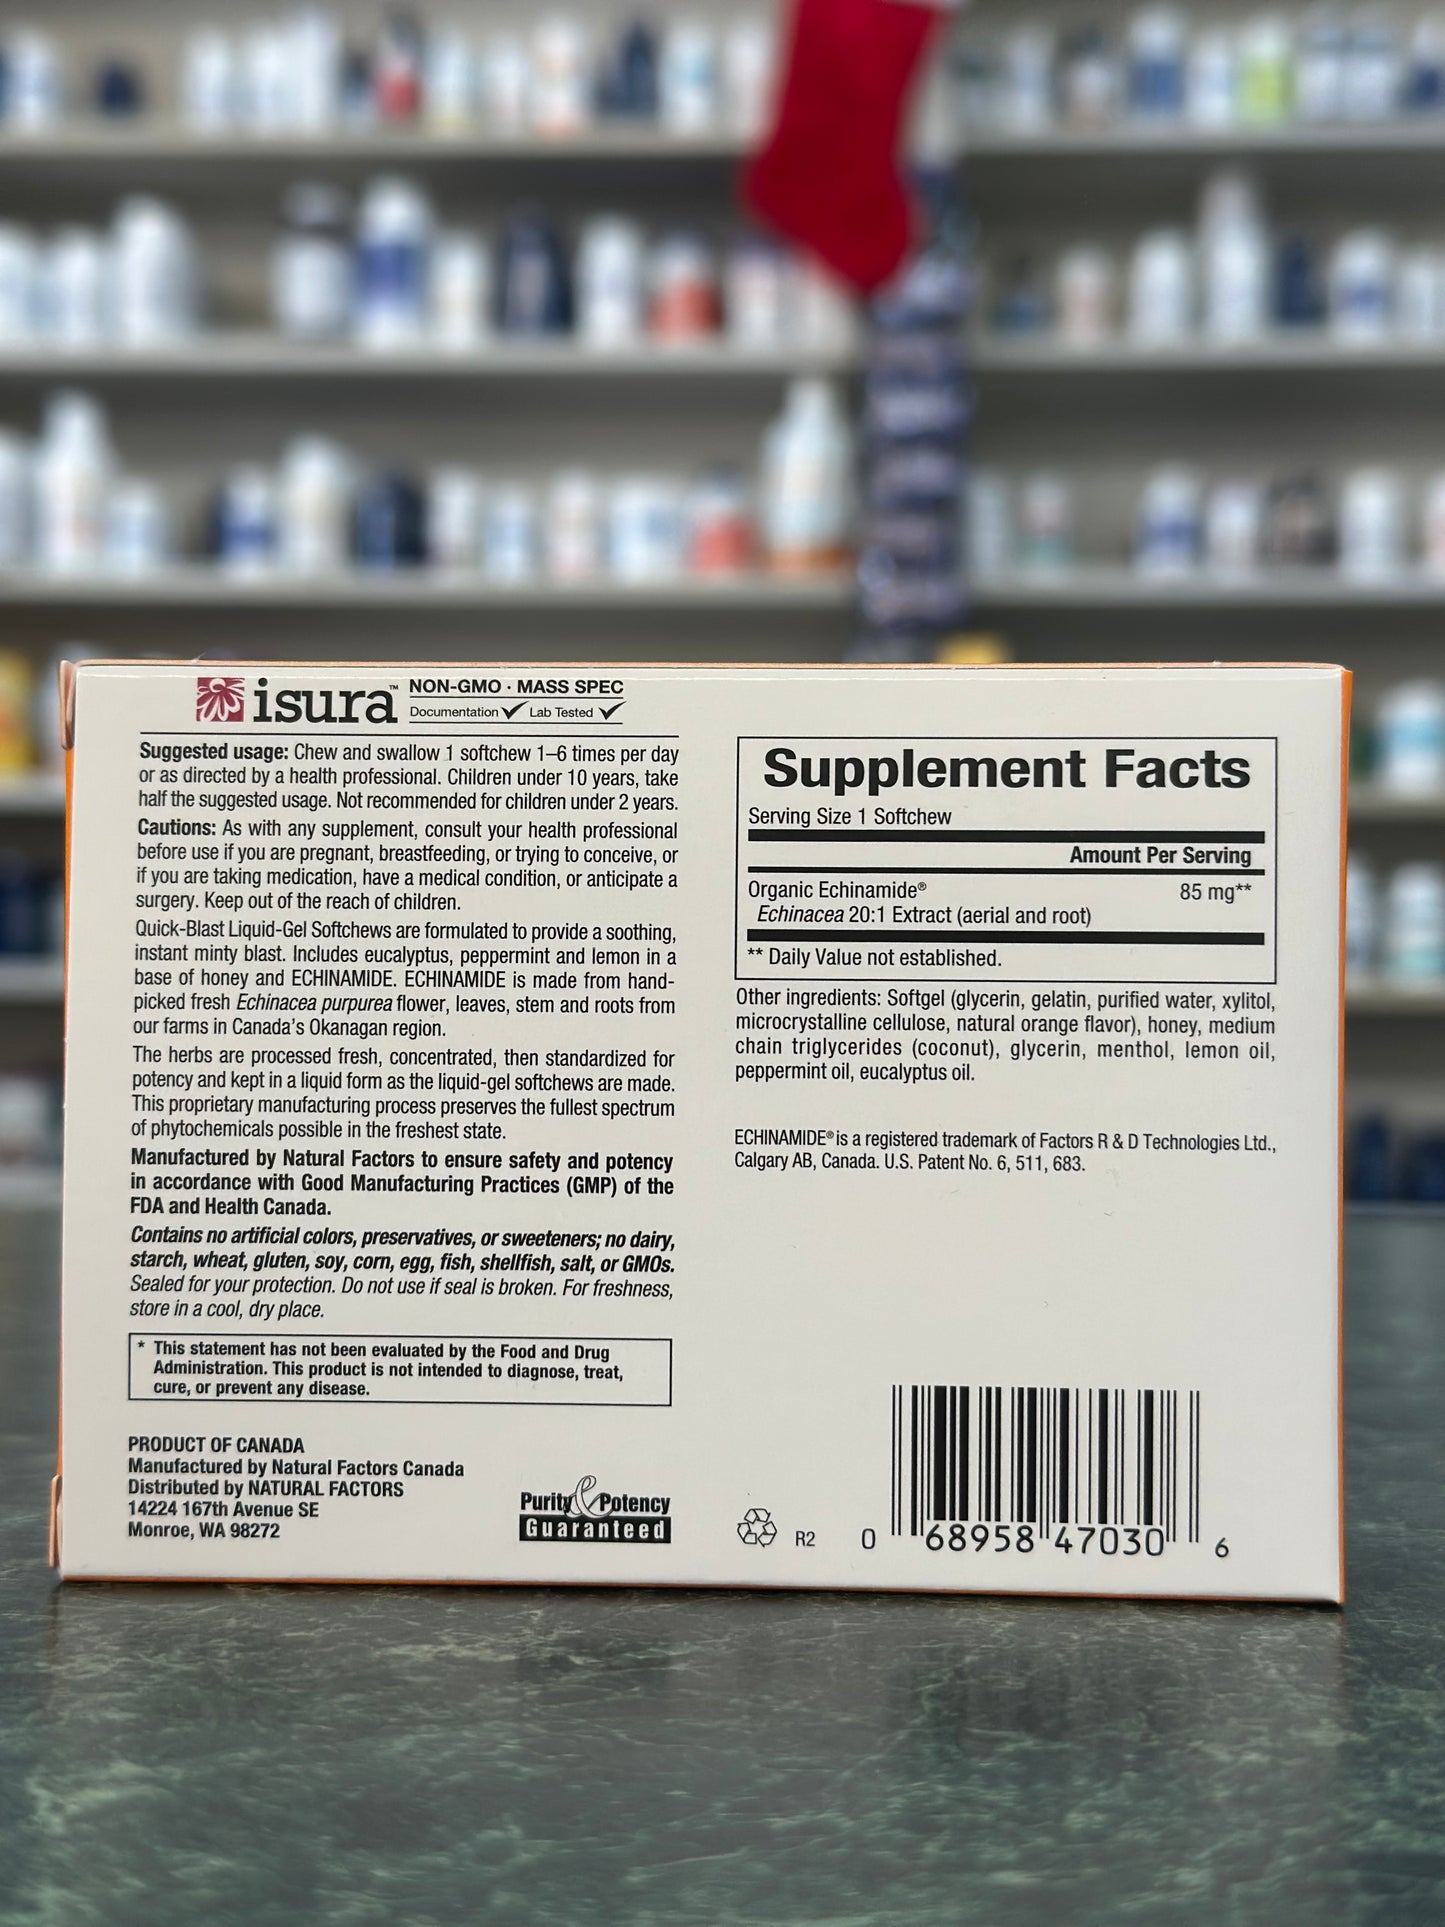 isura™ NON-GMO · MASS SPEC
Documentation ✓ Lab Tested ✓
Suggested usage: Chew and swallow 1 softchew 1–6 times per day
or as directed by a health professional. Children under 10 years, take
half the suggested usage. Not recommended for children under 2 years.
Cautions: As with any supplement, consult your health professional
before use if you are pregnant, breastfeeding, or trying to conceive, or
if you are taking medication, have a medical condition, or anticipate a
surgery. Keep out of the reach of children.
Quick-Blast Liquid-Gel Softchews are formulated to provide a soothing,
instant minty blast. Includes eucalyptus, peppermint and lemon in a
base of honey and ECHINAMIDE. ECHINAMIDE is made from hand-
picked fresh Echinacea purpurea flower, leaves, stem and roots from
our farms in Canada's Okanagan region.
The herbs are processed fresh, concentrated, then standardized for
potency and kept in a liquid form as the liquid-gel softchews are made.
This proprietary manufacturing process preserves the fullest spectrum
of phytochemicals possible in the freshest state.
Manufactured by Natural Factors to ensure safety and potency
in accordance with Good Manufacturing Practices (GMP) of the
FDA and Health Canada.
Contains no artificial colors, preservatives, or sweeteners; no dairy,
starch, wheat, gluten, soy, corn, egg, fish, shellfish, salt, or GMOs.
Sealed for your protection. Do not use if seal is broken. For freshness,
store in a cool, dry place.
* This statement has not been evaluated by the Food and Drug
Administration. This product is not intended to diagnose, treat,
cure, or prevent any disease.
PRODUCT OF CANADA
Manufactured by Natural Factors Canada
Distributed by NATURAL FACTORS
14224 167th Avenue SE
Monroe, WA 98272
Purity & Potency
Guaranteed
Supplement Facts
Serving Size 1 Softchew
Amount Per Serving
Organic Echinamide® 85 mg**
Echinacea 20:1 Extract (aerial and root)
** Daily Value not established.
Other ingredients: Softgel (glycerin, gelatin, purified water, xylitol,
microcrystalline cellulose, natural orange flavor), honey, medium
chain triglycerides (coconut), glycerin, menthol, lemon oil,
peppermint oil, eucalyptus oil.
ECHINAMIDE® is a registered trademark of Factors R & D Technologies Ltd.,
Calgary AB, Canada. U.S. Patent No. 6, 511, 683.
R2
0 68958 47030 6